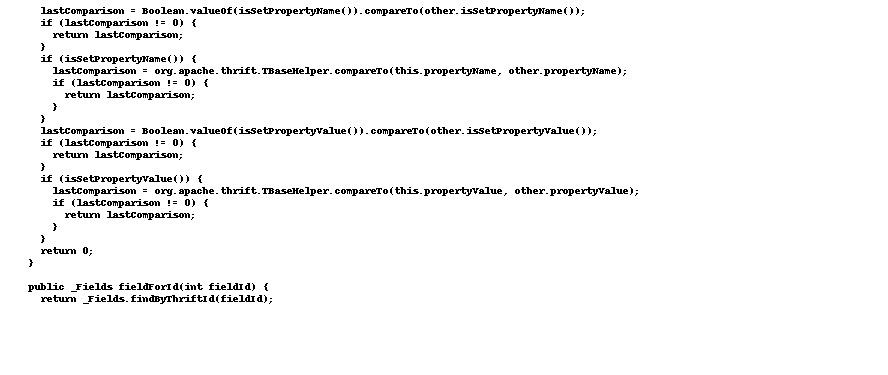 lastComparison = Boolean.valueOf(isSetPropertyName()).compareTo(other.isSetPropertyName());
if (lastComparison != 0) {
return lastComparison;
}
if (isSetPropertyName()) {
lastComparison = org.apache.thrift.TBaseHelper.compareTo(this.propertyName, other.propertyName);
if (lastComparison != 0) {
return lastComparison;
}
}
lastComparison = Boolean.valueOf(isSetPropertyValue()).compareTo(other.isSetPropertyValue());
if (lastComparison != 0) {
return lastComparison;
}
if (isSetPropertyValue()) {
lastComparison = org.apache.thrift.TBaseHelper.compareTo(this.propertyValue, other.propertyValue);
if (lastComparison != 0) {
return lastComparison;
}
}
return 0;
}
public _Fields fieldForId(int fieldId) {
return _Fields.findByThriftId(fieldId);